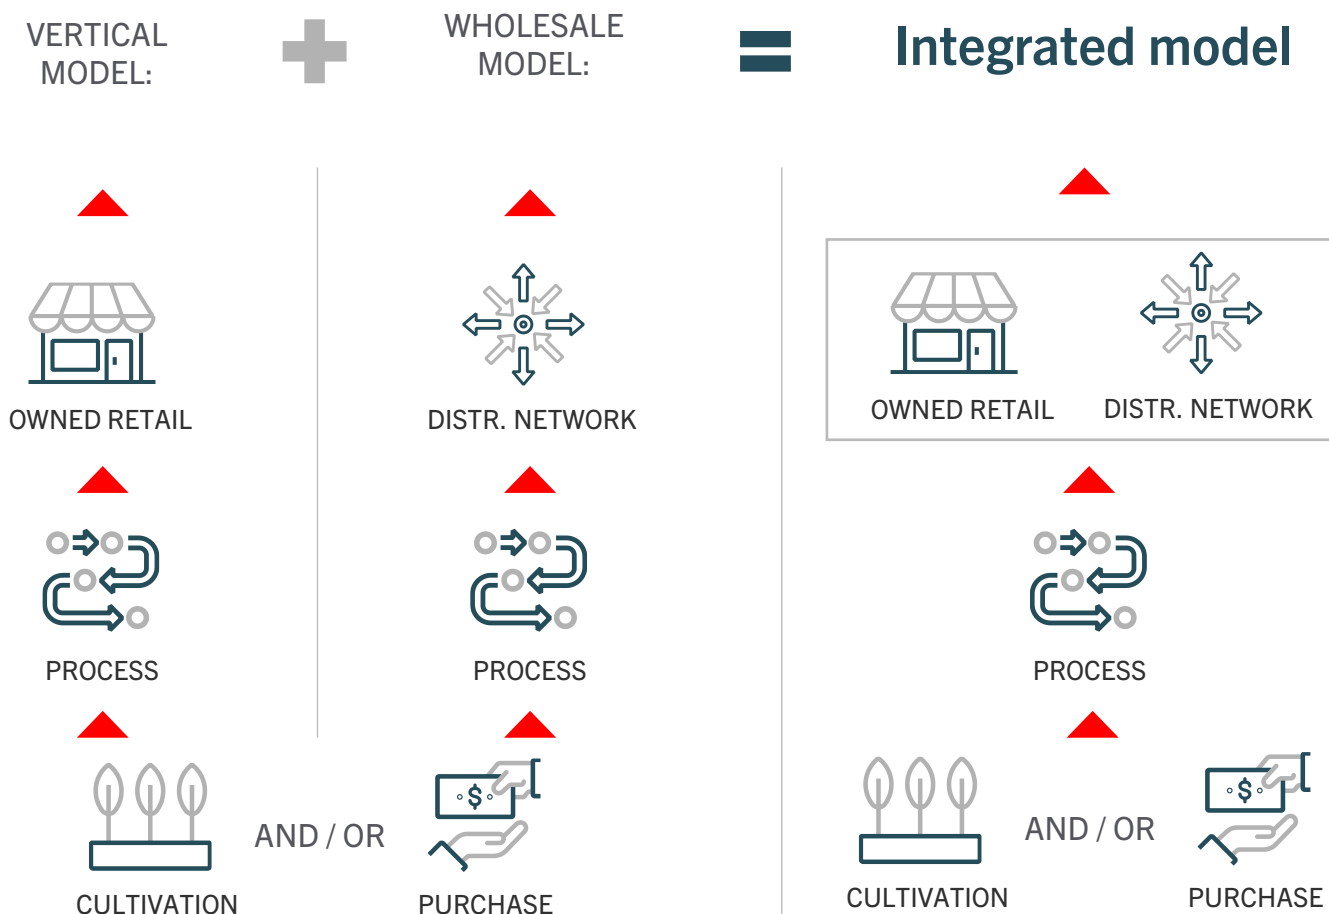 VERTICAL
MODEL:
WHOLESALE
MODEL:
Integrated model
OWNED RETAIL
DISTR. NETWORK
OWNED RETAIL
DISTR. NETWORK
PROCESS
PROCESS
PROCESS
$
AND / OR
$
AND / OR
CULTIVATION
PURCHASE
CULTIVATION
PURCHASE